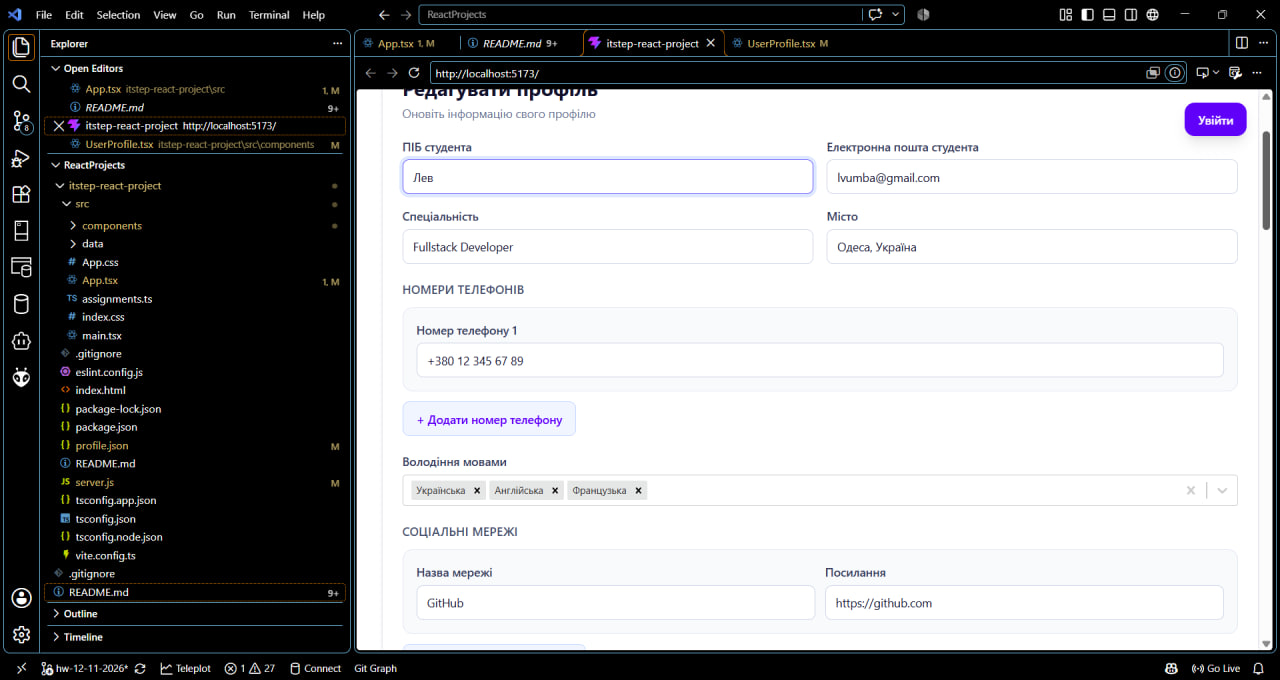 File Edit Selection View Go Run Terminal Help
ReactProjects
Explorer
Open Editors
App.tsx itstep-react-project\src 1, M
README.md 9+
itstep-react-project http://localhost:5173/
UserProfile.tsx itstep-react-project\src\components M
ReactProjects
itstep-react-project
src
components
data
App.css
App.tsx 1, M
assignments.ts
index.css
main.tsx
.gitignore
eslint.config.js
index.html
package-lock.json
package.json
profile.json M
README.md
server.js M
tsconfig.app.json
tsconfig.json
tsconfig.node.json
vite.config.ts
.gitignore
README.md 9+
Outline
Timeline
App.tsx 1, M README.md 9+ itstep-react-project UserProfile.tsx M
http://localhost:5173/
Редагувати профіль
Оновіть інформацію свого профілю
Увійти
ПІБ студента Електронна пошта студента
Лев lvumba@gmail.com
Спеціальність Місто
Fullstack Developer Одеса, Україна
НОМЕРИ ТЕЛЕФОНІВ
Номер телефону 1
+380 12 345 67 89
+ Додати номер телефону
Володіння мовами
Українська Англійська Французька
СОЦІАЛЬНІ МЕРЕЖІ
Назва мережі Посилання
GitHub https://github.com
hw-12-11-2026* Teleplot 1 27 Connect Git Graph Go Live